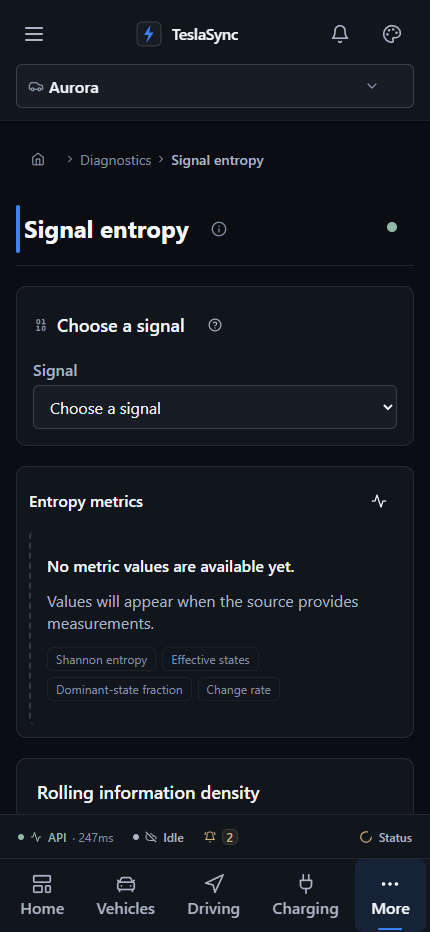 TeslaSync
Aurora
Diagnostics
Signal entropy
Signal entropy
01
10
Choose a signal
Signal
Choose a signal
Entropy metrics
No metric values are available yet.
Values will appear when the source provides
measurements.
Shannon entropy
Effective states
Dominant-state fraction
Change rate
Rolling information density
API · 247ms
Idle
2
Status
Home
Vehicles
Driving
Charging
More